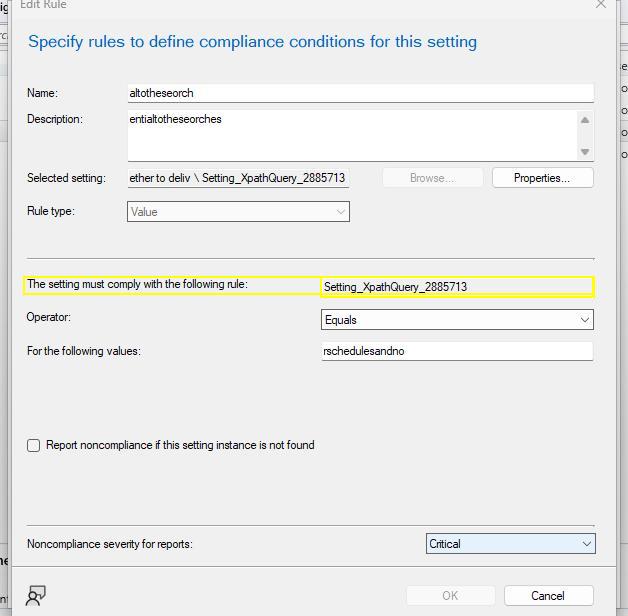 Edit Rule
Specify rules to define compliance conditions for this setting
Name: altothesearch
Description: entialtothesearches
Selected setting: ether to deliv \ Setting_XpathQuery_2885713 Browse... Properties...
Rule type: Value
The setting must comply with the following rule: Setting_XpathQuery_2885713
Operator: Equals
For the following values: rschedulesandno
Report noncompliance if this setting instance is not found
Noncompliance severity for reports: Critical
OK Cancel